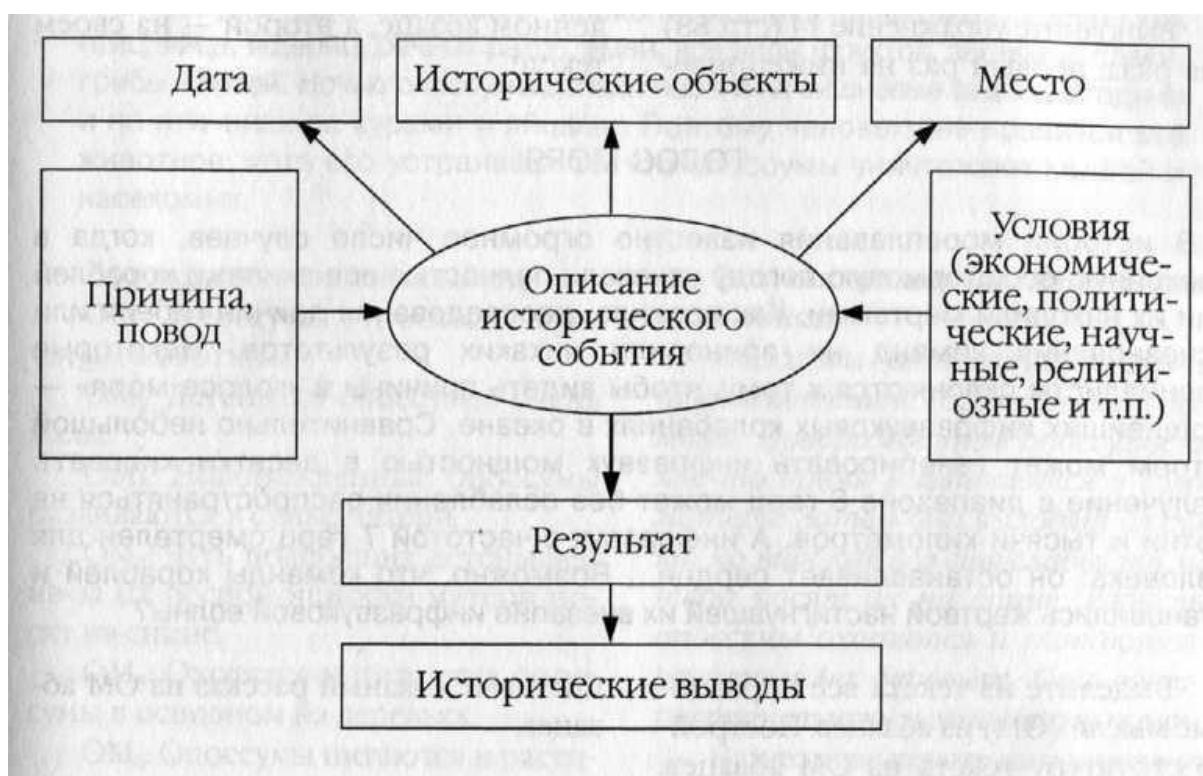 Дата
Исторические объекты
Место
Причина,
повод
Описание
исторического
события
Условия
(экономиче-
ские, полити-
ческие, науч-
ные, религи-
озные и т.п.)
Результат
Исторические выводы